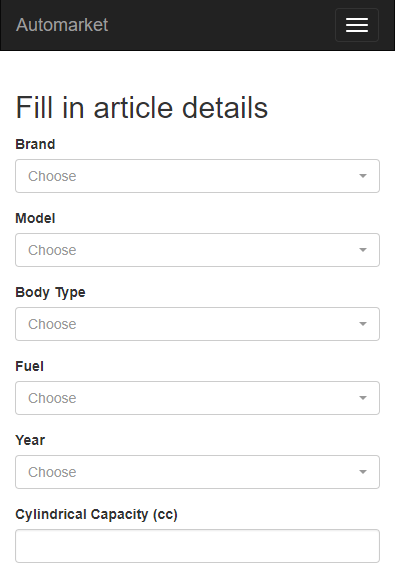 Automarket
Fill in article details
Brand
Choose
Model
Choose
Body Type
Choose
Fuel
Choose
Year
Choose
Cylindrical Capacity (cc)